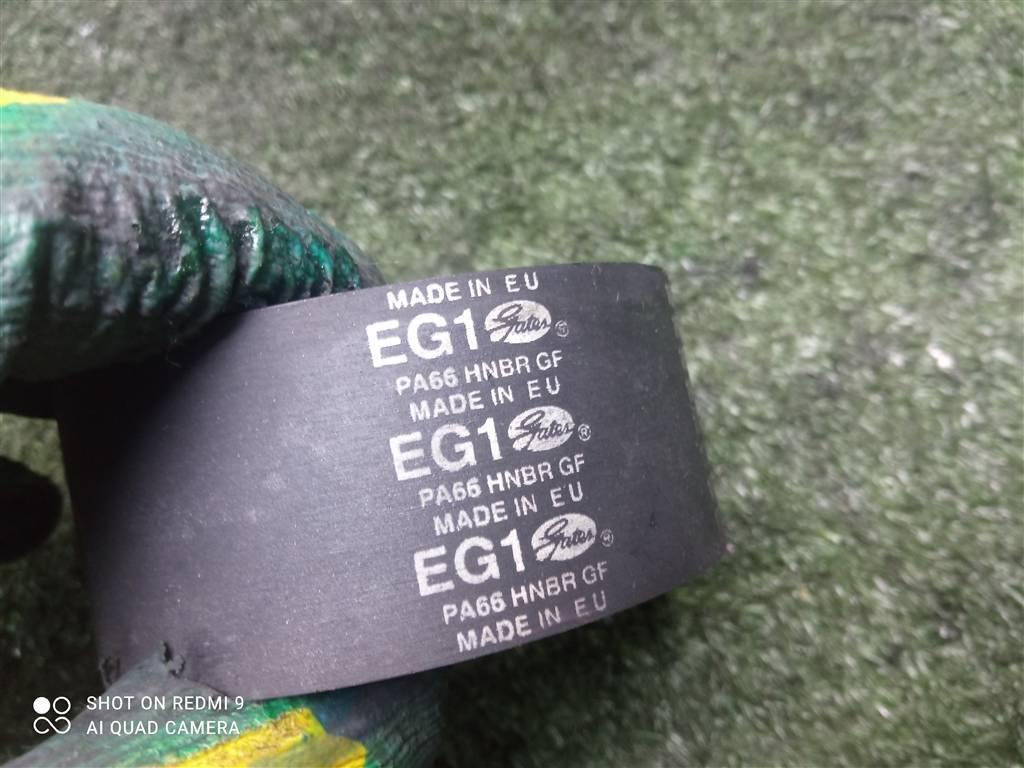 MADE IN EU
EG1 Gates ®
PA66 HNBR GF
MADE IN EU
EG1 Gates ®
PA66 HNBR GF
MADE IN EU
EG1 Gates ®
PA66 HNBR GF
MADE IN EU
SHOT ON REDMI 9
AI QUAD CAMERA